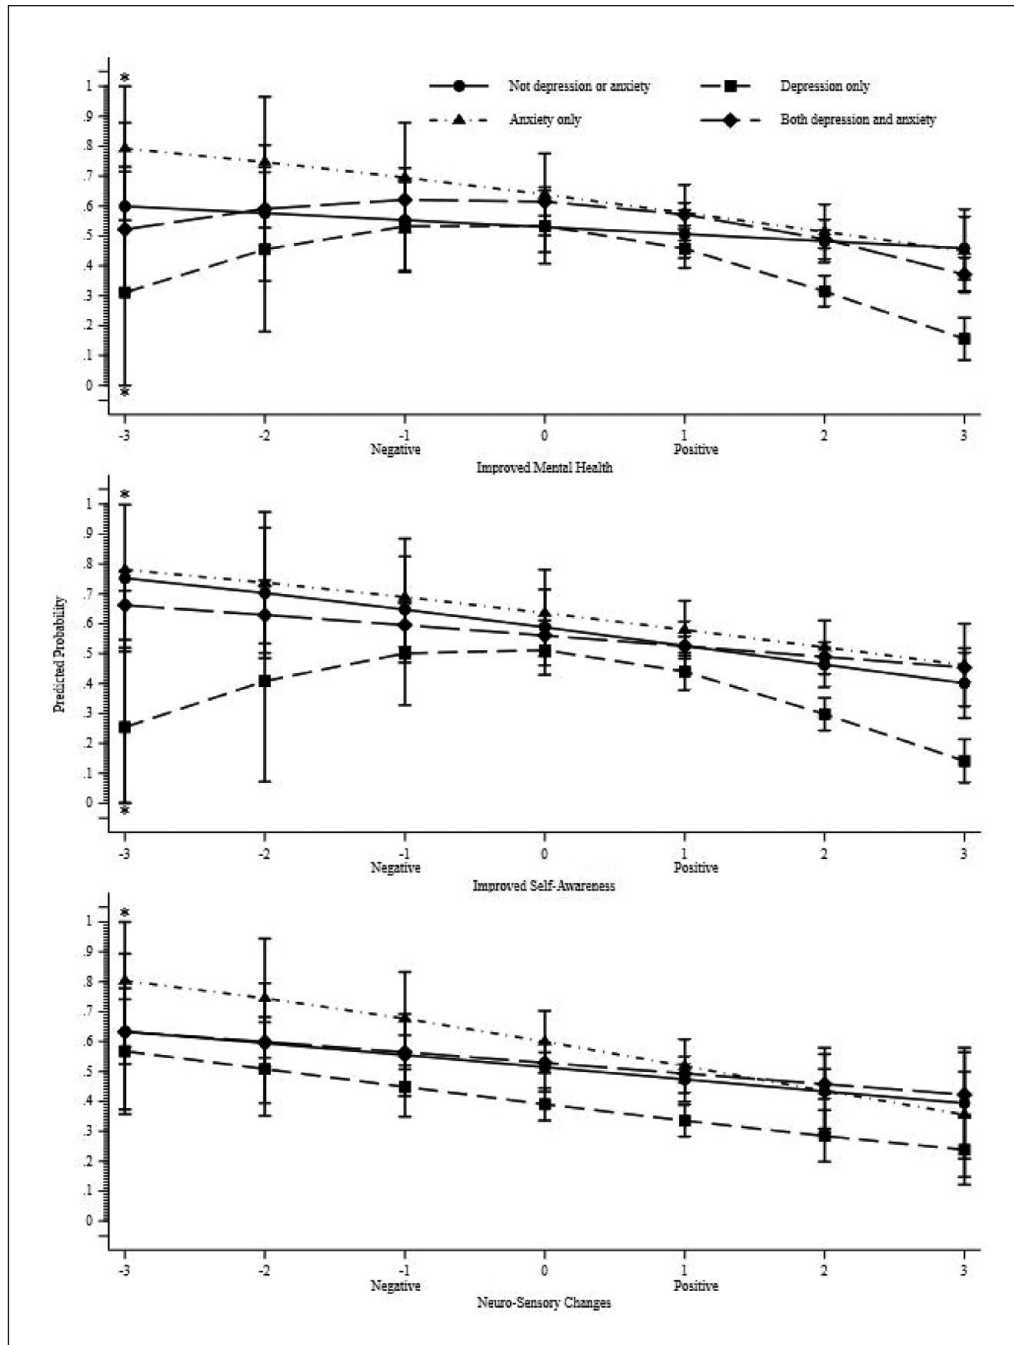 *
1
.9
.8
.7
.6
.5
.4
.3
.2
.1
0
*
Not depression or anxiety
Depression only
Anxiety only
Both depression and anxiety
-3 -2 -1 0 1 2 3
Negative Positive
Improved Mental Health
Predicted Probability
*
1
.9
.8
.7
.6
.5
.4
.3
.2
.1
0
*
-3 -2 -1 0 1 2 3
Negative Positive
Improved Self-Awareness
*
1
.9
.8
.7
.6
.5
.4
.3
.2
.1
0
-3 -2 -1 0 1 2 3
Negative Positive
Neuro-Sensory Changes